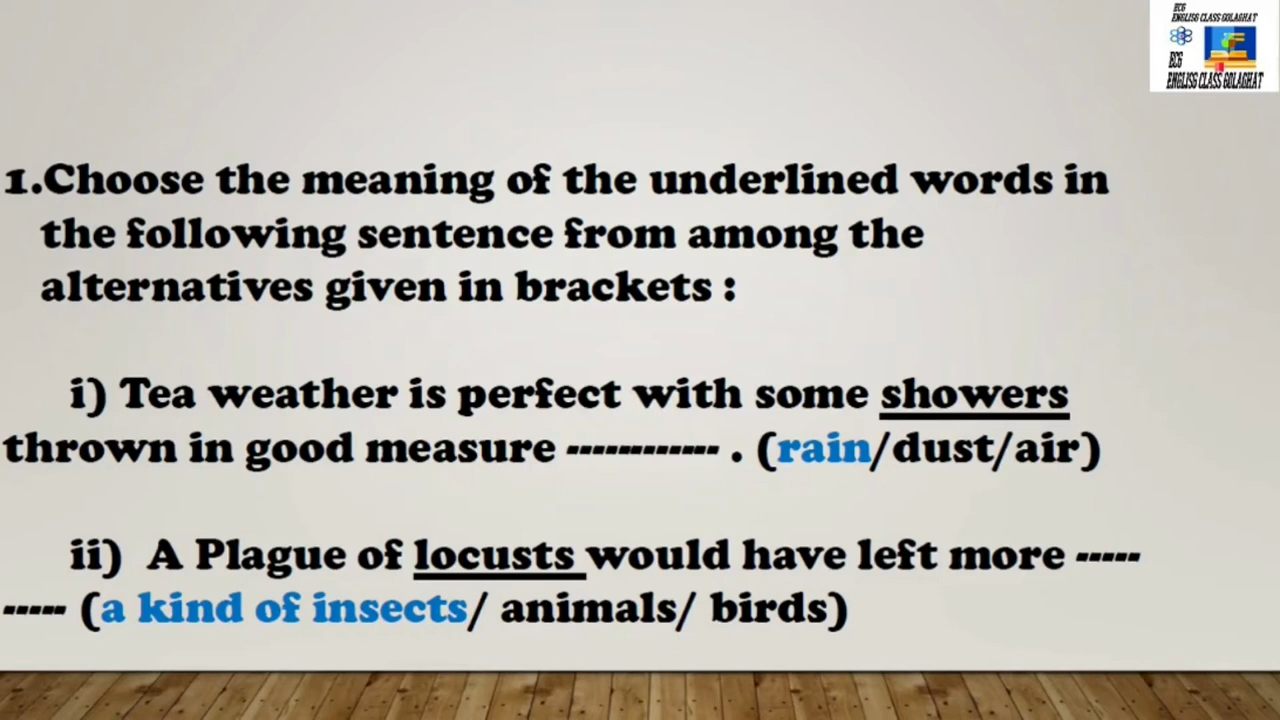 ECG
ENGLISG CLASS GOLAGHAT
ECG
ENGLISG CLASS GOLAGHAT
1.Choose the meaning of the underlined words in
the following sentence from among the
alternatives given in brackets :
i) Tea weather is perfect with some showers
thrown in good measure ------------ . (rain/dust/air)
ii) A Plague of locusts would have left more -----
----- (a kind of insects/ animals/ birds)